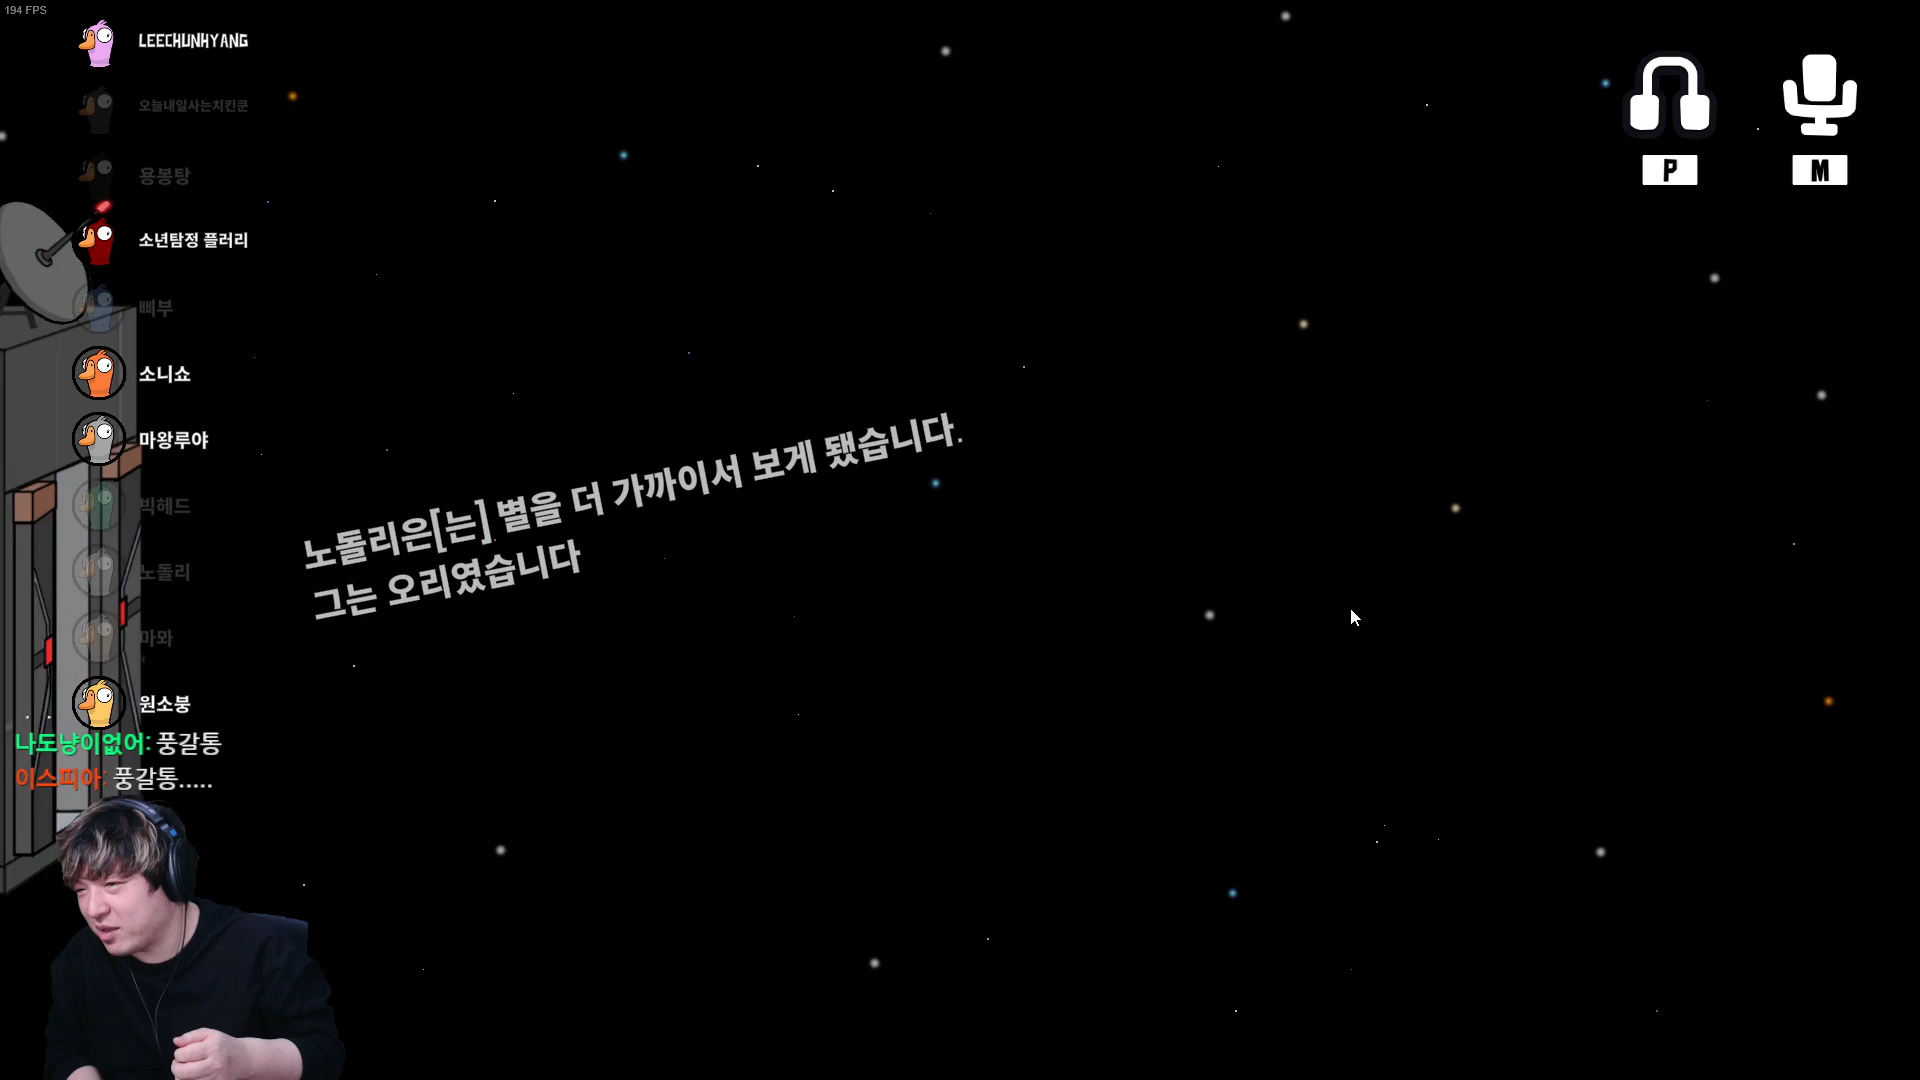 194 FPS
LEECHUNHYANG
오늘내일사는치킨쿤
용봉탕
소년탐정 플러리
삐부
소니쇼
마왕루야
빅헤드
노돌리
마뫄
원소붕
나도냥이없어: 풍갈통
이스피아: 풍갈통.....
노돌리은[는] 별을 더 가까이서 보게 됐습니다.
그는 오리였습니다
P
M